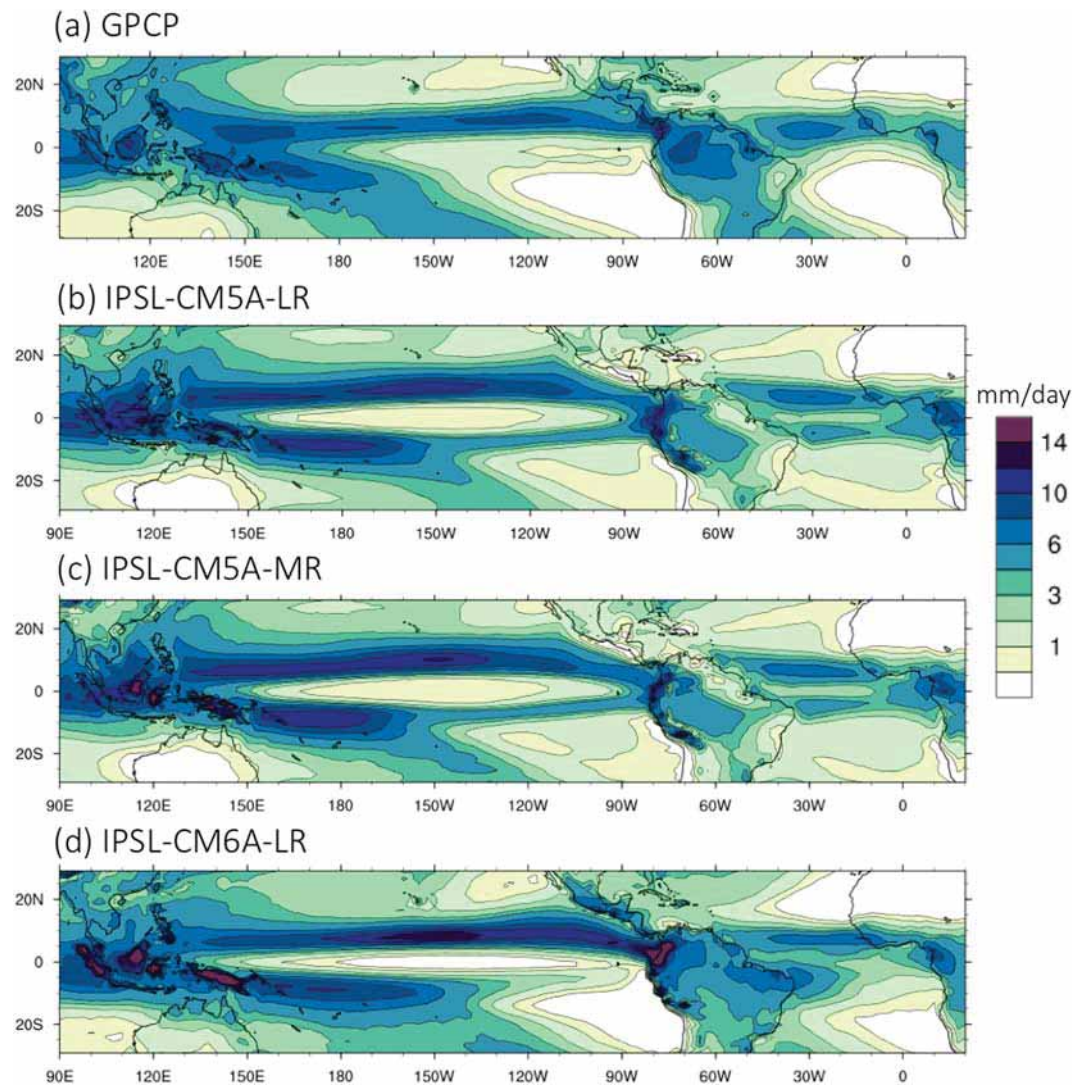 (a) GPCP
20N
0
20S
120E 150E 180 150W 120W 90W 60W 30W 0
(b) IPSL-CM5A-LR
20N
0
20S
90E 120E 150E 180 150W 120W 90W 60W 30W 0
mm/day
14
10
6
3
1
(c) IPSL-CM5A-MR
20N
0
20S
90E 120E 150E 180 150W 120W 90W 60W 30W 0
(d) IPSL-CM6A-LR
20N
0
20S
90E 120E 150E 180 150W 120W 90W 60W 30W 0